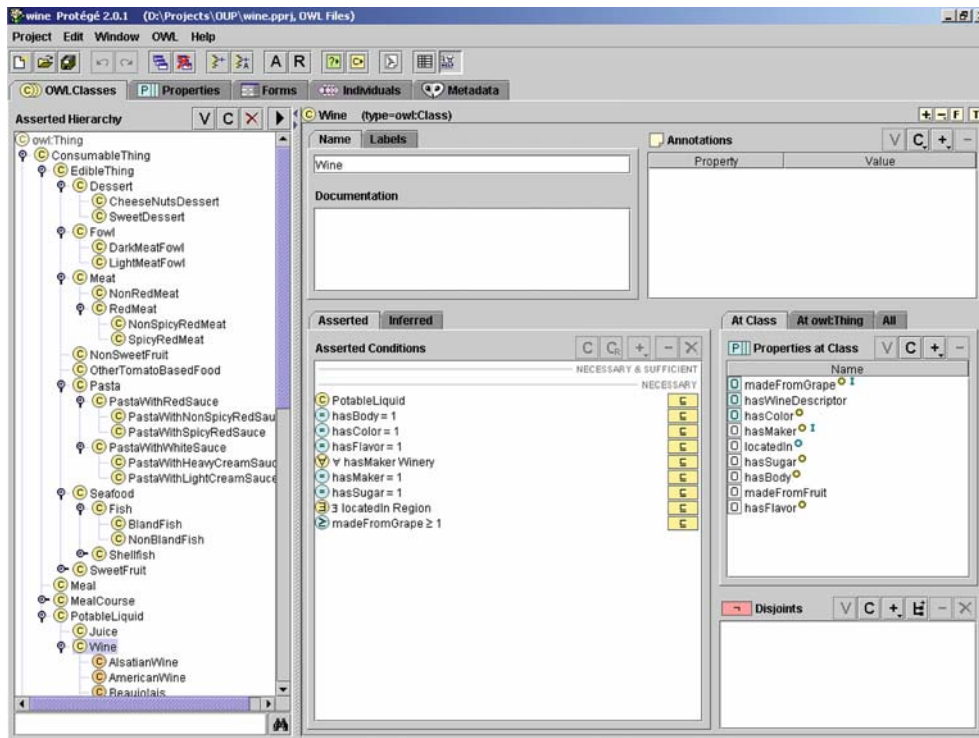 wine Protégé 2.0.1 (D:\Projects\OUP\wine.pprj, OWL Files)
Project Edit Window OWL Help
A R
OWLClasses Properties Forms Individuals Metadata
Asserted Hierarchy V C
owl:Thing
C ConsumableThing
C EdibleThing
C Dessert
C CheeseNutsDessert
C SweetDessert
C Fowl
C DarkMeatFowl
C LightMeatFowl
C Meat
C NonRedMeat
C RedMeat
C NonSpicyRedMeat
C SpicyRedMeat
C NonSweetFruit
C OtherTomatoBasedFood
C Pasta
C PastaWithRedSauce
C PastaWithNonSpicyRedSau
C PastaWithSpicyRedSauce
C PastaWithWhiteSauce
C PastaWithHeavyCreamSauc
C PastaWithLightCreamSauce
C Seafood
C Fish
C BlandFish
C NonBlandFish
C Shellfish
C SweetFruit
C Meal
C MealCourse
C PotableLiquid
C Juice
C Wine
C AlsatianWine
C AmericanWine
C Beaujolais
C Wine (type=owl:Class) + - F T
Name Labels
Wine
Documentation
Annotations V C + -
Property Value
Asserted Inferred
Asserted Conditions C CR + - ×
NECESSARY & SUFFICIENT
NECESSARY
C PotableLiquid ⊑
= hasBody = 1 ⊑
= hasColor = 1 ⊑
= hasFlavor = 1 ⊑
∀ ∀ hasMaker Winery ⊑
= hasMaker = 1 ⊑
= hasSugar = 1 ⊑
∃ ∃ locatedIn Region ⊑
≥ madeFromGrape ≥ 1 ⊑
At Class At owl:Thing All
P Properties at Class V C + -
Name
O madeFromGrape
O hasWineDescriptor
O hasColor
O hasMaker
O locatedIn
O hasSugar
O hasBody
O madeFromFruit
O hasFlavor
¬ Disjoints V C + - ×